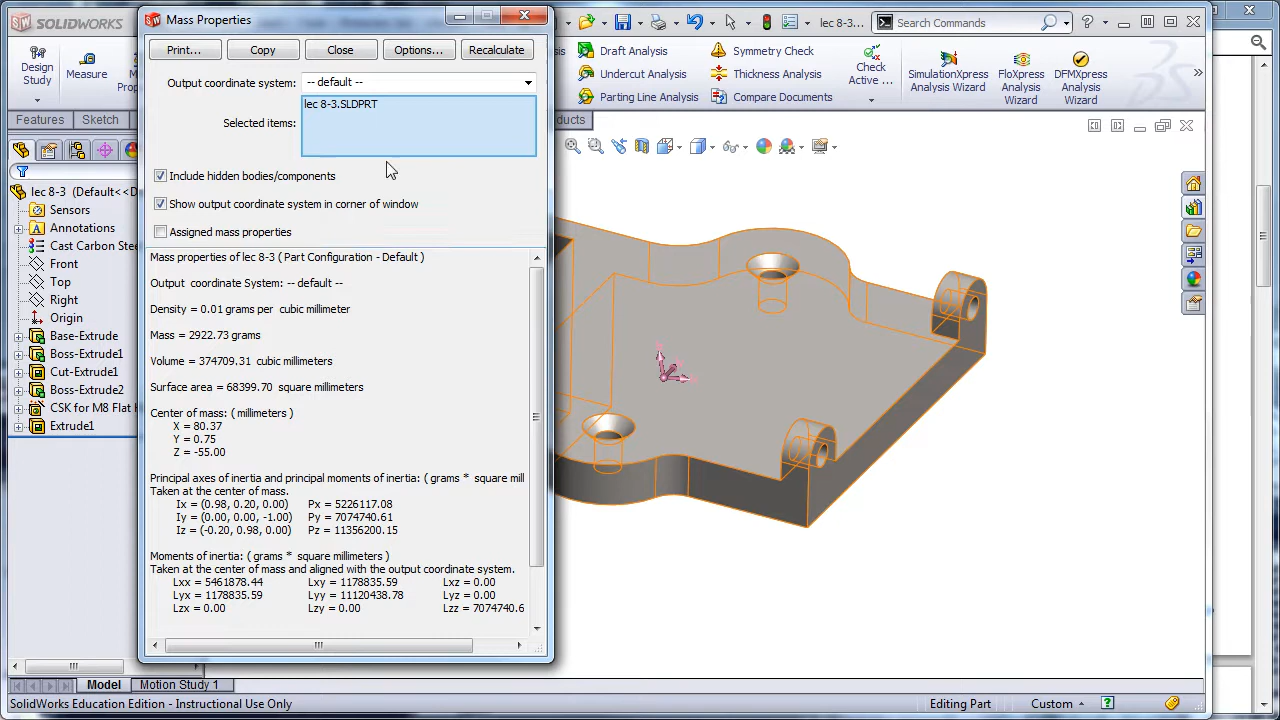 SOLIDWORKS
Mass Properties
lec 8-3...
Search Commands
Print...
Copy
Close
Options...
Recalculate
Output coordinate system:
-- default --
Selected items:
lec 8-3.SLDPRT
Include hidden bodies/components
Show output coordinate system in corner of window
Assigned mass properties
Mass properties of lec 8-3 ( Part Configuration - Default )
Output coordinate System: -- default --
Density = 0.01 grams per cubic millimeter
Mass = 2922.73 grams
Volume = 374709.31 cubic millimeters
Surface area = 68399.70 square millimeters
Center of mass: ( millimeters )
X = 80.37
Y = 0.75
Z = -55.00
Principal axes of inertia and principal moments of inertia: ( grams * square mill
Taken at the center of mass.
Ix = (0.98, 0.20, 0.00) Px = 5226117.08
Iy = (0.00, 0.00, -1.00) Py = 7074740.61
Iz = (-0.20, 0.98, 0.00) Pz = 11356200.15
Moments of inertia: ( grams * square millimeters )
Taken at the center of mass and aligned with the output coordinate system.
Lxx = 5461878.44 Lxy = 1178835.59 Lxz = 0.00
Lyx = 1178835.59 Lyy = 11120438.78 Lyz = 0.00
Lzx = 0.00 Lzy = 0.00 Lzz = 7074740.6
Design Study
Measure
Mass
Prop
Draft Analysis
Undercut Analysis
Parting Line Analysis
Symmetry Check
Thickness Analysis
Compare Documents
Check Active ...
SimulationXpress Analysis Wizard
FloXpress Analysis Wizard
DFMXpress Analysis Wizard
Features
Sketch
ducts
lec 8-3 (Default<<D
Sensors
Annotations
Cast Carbon Stee
Front
Top
Right
Origin
Base-Extrude
Boss-Extrude1
Cut-Extrude1
Boss-Extrude2
CSK for M8 Flat H
Extrude1
Model
Motion Study 1
SolidWorks Education Edition - Instructional Use Only
Editing Part
Custom